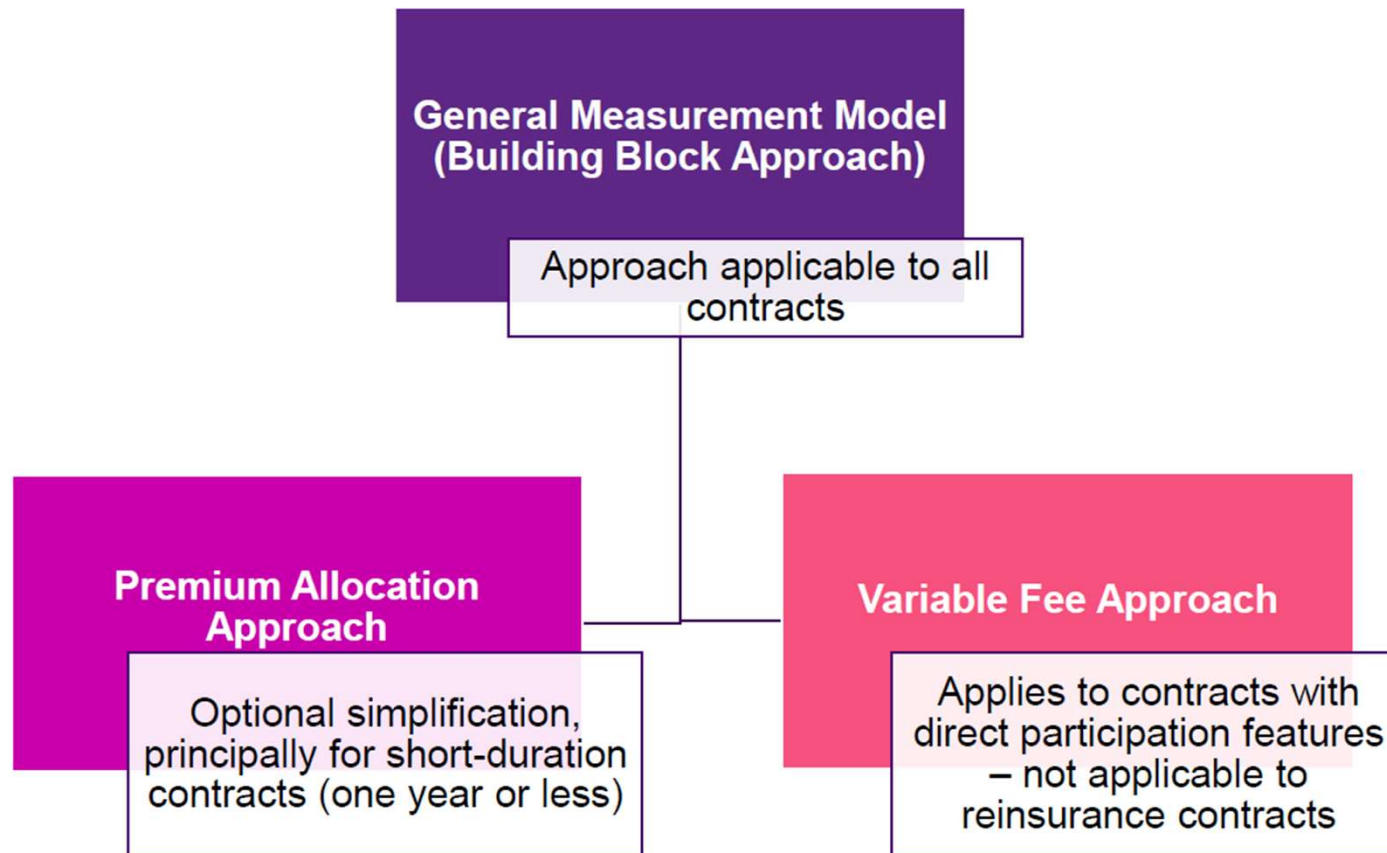 General Measurement Model
(Building Block Approach)
Approach applicable to all
contracts
Premium Allocation
Approach
Optional simplification,
principally for short-duration
contracts (one year or less)
Variable Fee Approach
Applies to contracts with
direct participation features
– not applicable to
reinsurance contracts